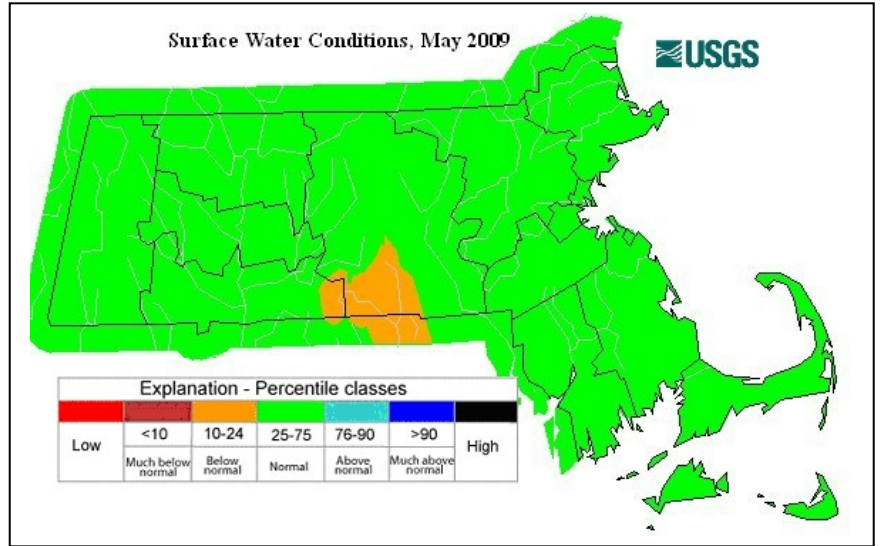 Surface Water Conditions, May 2009
USGS
Explanation - Percentile classes
Low
<10
10-24
25-75
76-90
>90
High
Much below
normal
Below
normal
Normal
Above
normal
Much above
normal